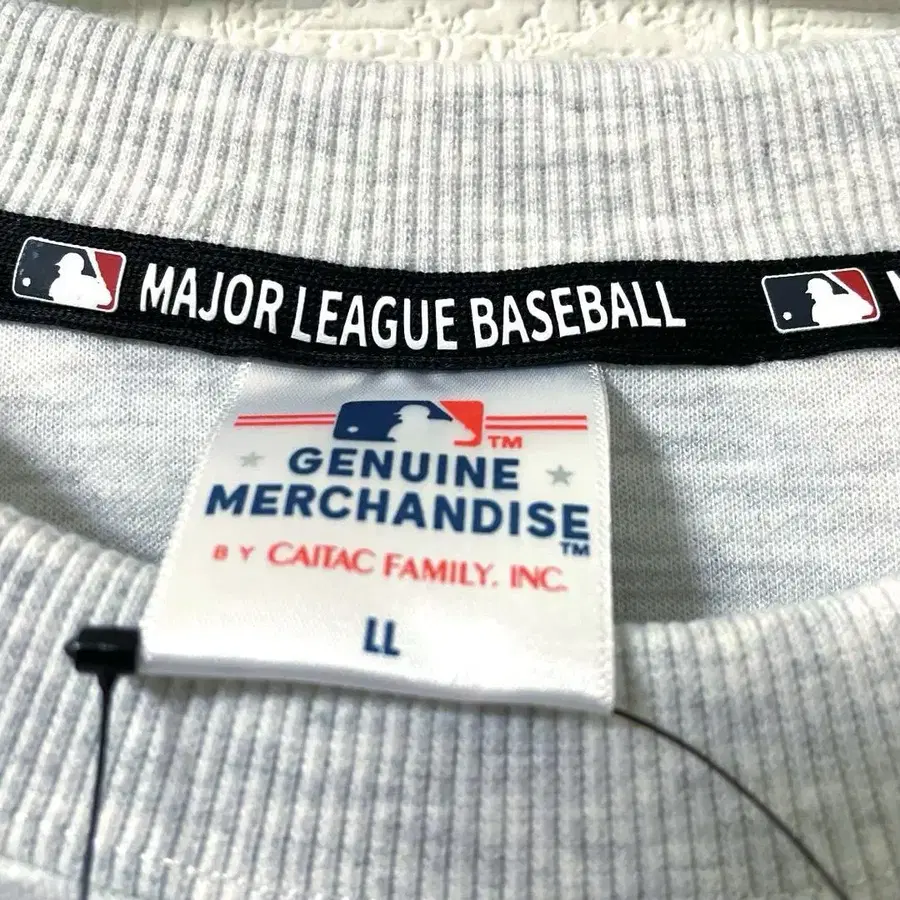 MAJOR LEAGUE BASEBALL
TM
GENUINE
MERCHANDISE
TM
BY CAITAC FAMILY. INC.
LL